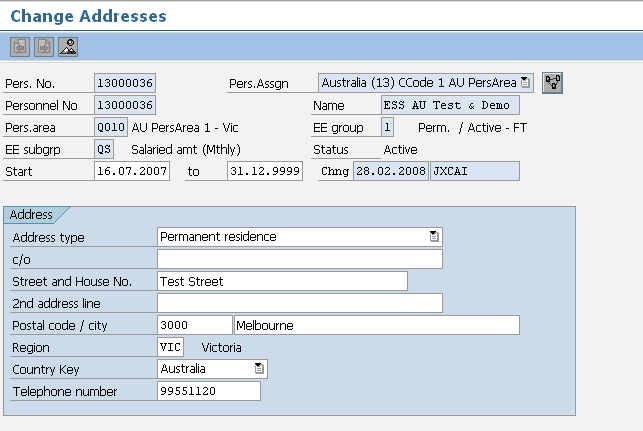 Change Addresses
Pers. No. 13000036 Pers.Assgn Australia (13) CCode 1 AU PersArea
Personnel No 13000036 Name ESS AU Test & Demo
Pers.area Q010 AU PersArea 1 - Vic EE group 1 Perm. / Active - FT
EE subgrp QS Salaried amt (Mthly) Status Active
Start 16.07.2007 to 31.12.9999 Chng 28.02.2008 JXCAI
Address
Address type Permanent residence
c/o
Street and House No. Test Street
2nd address line
Postal code / city 3000 Melbourne
Region VIC Victoria
Country Key Australia
Telephone number 99551120